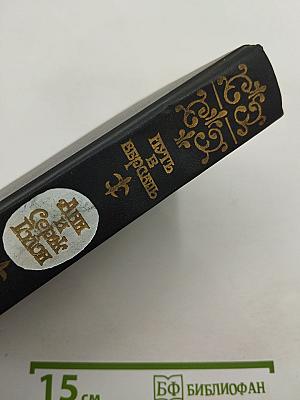 Анн
и
Серж
Голон
ПУТЬ
В
ВЕРСАЛЬ
15 см
БФ БИБЛИОФАН